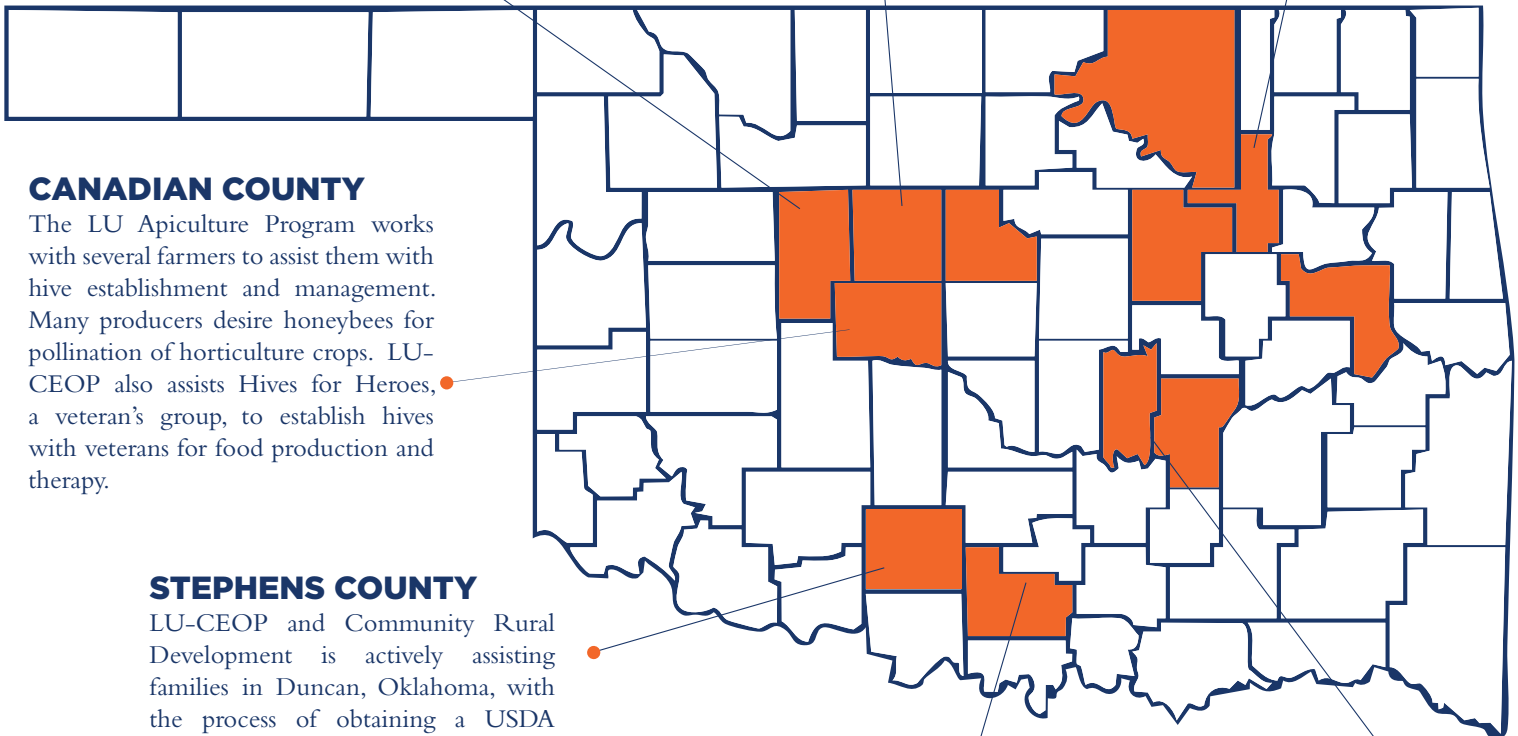 CANADIAN COUNTY
The LU Apiculture Program works
with several farmers to assist them with
hive establishment and management.
Many producers desire honeybees for
pollination of horticulture crops. LU-
CEOP also assists Hives for Heroes,
a veteran’s group, to establish hives
with veterans for food production and
therapy.
STEPHENS COUNTY
LU-CEOP and Community Rural
Development is actively assisting
families in Duncan, Oklahoma, with
the process of obtaining a USDA